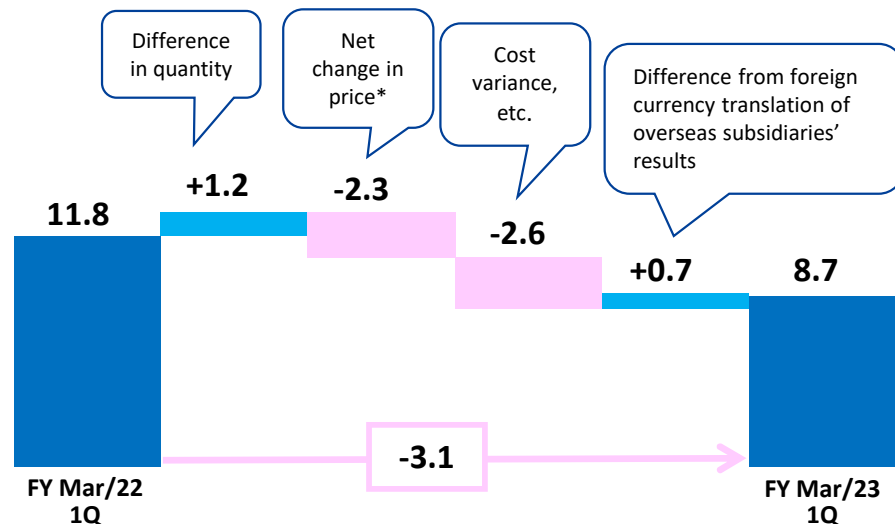 Difference
in quantity
Net
change in
price*
Cost
variance,
etc.
Difference from foreign
currency translation of
overseas subsidiaries’
results
11.8
+1.2
-2.3
-2.6
+0.7
8.7
-3.1
FY Mar/22
1Q
FY Mar/23
1Q